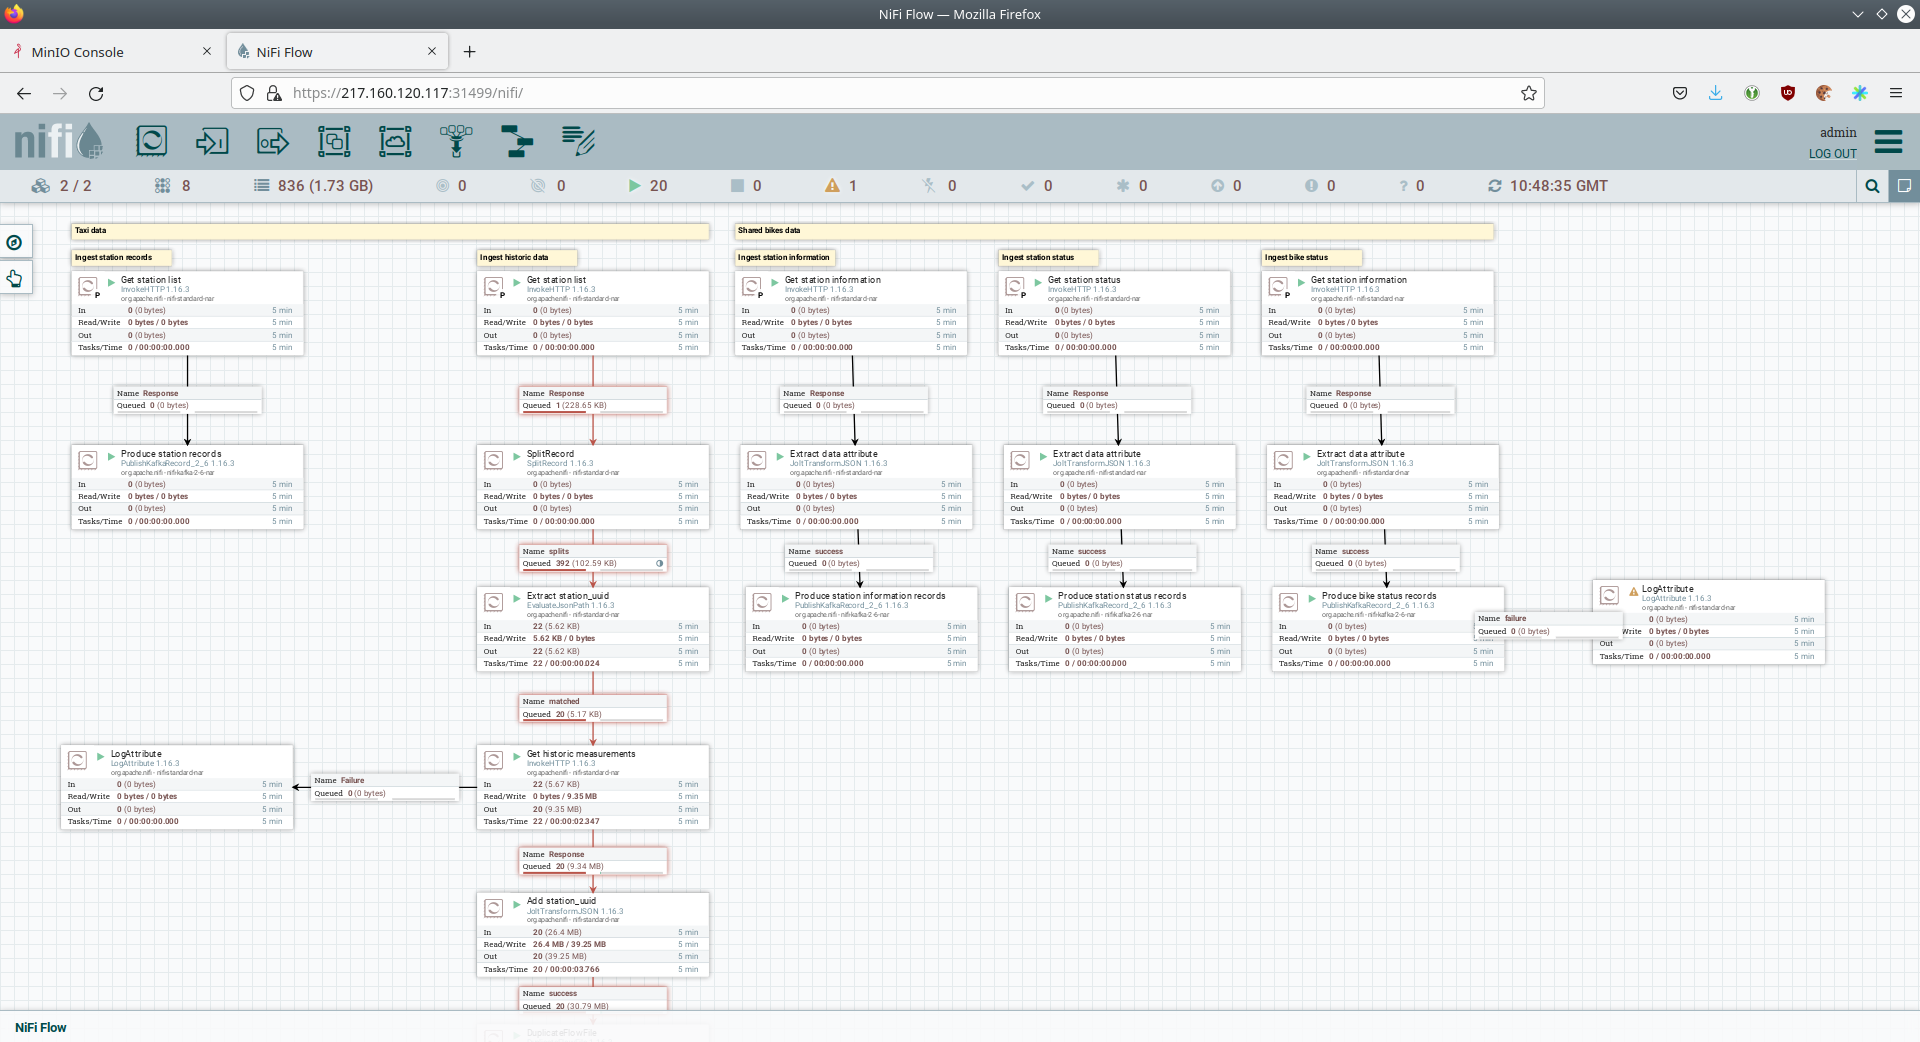 NiFi Flow — Mozilla Firefox
MinIO Console
NiFi Flow
https://217.160.120.117:31499/nifi/
nifi
admin
LOG OUT
2 / 2
8
836 (1.73 GB)
0
0
20
0
1
0
0
0
0
0
? 0
10:48:35 GMT
Taxi data
Shared bikes data
Ingest station records
Ingest historic data
Ingest station information
Ingest station status
Ingest bike status
Get station list
InvokeHTTP 1.16.3
org.apache.nifi - nifi-standard-nar
P
In 0 (0 bytes) 5 min
Read/Write 0 bytes / 0 bytes 5 min
Out 0 (0 bytes) 5 min
Tasks/Time 0 / 00:00:00.000 5 min
Name Response
Queued 0 (0 bytes)
Produce station records
PublishKafkaRecord_2_6 1.16.3
org.apache.nifi - nifi-kafka-2-6-nar
In 0 (0 bytes) 5 min
Read/Write 0 bytes / 0 bytes 5 min
Out 0 (0 bytes) 5 min
Tasks/Time 0 / 00:00:00.000 5 min
Get station list
InvokeHTTP 1.16.3
org.apache.nifi - nifi-standard-nar
P
In 0 (0 bytes) 5 min
Read/Write 0 bytes / 0 bytes 5 min
Out 0 (0 bytes) 5 min
Tasks/Time 0 / 00:00:00.000 5 min
Name Response
Queued 1 (228.65 KB)
SplitRecord
SplitRecord 1.16.3
org.apache.nifi - nifi-standard-nar
In 0 (0 bytes) 5 min
Read/Write 0 bytes / 0 bytes 5 min
Out 0 (0 bytes) 5 min
Tasks/Time 0 / 00:00:00.000 5 min
Name splits
Queued 392 (102.59 KB)
Extract station_uuid
EvaluateJsonPath 1.16.3
org.apache.nifi - nifi-standard-nar
In 22 (5.62 KB) 5 min
Read/Write 5.62 KB / 0 bytes 5 min
Out 22 (5.62 KB) 5 min
Tasks/Time 22 / 00:00:00.024 5 min
Name matched
Queued 20 (5.17 KB)
Get historic measurements
InvokeHTTP 1.16.3
org.apache.nifi - nifi-standard-nar
In 22 (5.67 KB) 5 min
Read/Write 0 bytes / 9.35 MB 5 min
Out 20 (9.35 MB) 5 min
Tasks/Time 22 / 00:00:02.347 5 min
Name Failure
Queued 0 (0 bytes)
LogAttribute
LogAttribute 1.16.3
org.apache.nifi - nifi-standard-nar
In 0 (0 bytes) 5 min
Read/Write 0 bytes / 0 bytes 5 min
Out 0 (0 bytes) 5 min
Tasks/Time 0 / 00:00:00.000 5 min
Name Response
Queued 20 (9.34 MB)
Add station_uuid
JoltTransformJSON 1.16.3
org.apache.nifi - nifi-standard-nar
In 20 (26.4 MB) 5 min
Read/Write 26.4 MB / 39.25 MB 5 min
Out 20 (39.25 MB) 5 min
Tasks/Time 20 / 00:00:03.766 5 min
Name success
Queued 20 (30.79 MB)
DuplicateFlowFile
Get station information
InvokeHTTP 1.16.3
org.apache.nifi - nifi-standard-nar
P
In 0 (0 bytes) 5 min
Read/Write 0 bytes / 0 bytes 5 min
Out 0 (0 bytes) 5 min
Tasks/Time 0 / 00:00:00.000 5 min
Name Response
Queued 0 (0 bytes)
Extract data attribute
JoltTransformJSON 1.16.3
org.apache.nifi - nifi-standard-nar
In 0 (0 bytes) 5 min
Read/Write 0 bytes / 0 bytes 5 min
Out 0 (0 bytes) 5 min
Tasks/Time 0 / 00:00:00.000 5 min
Name success
Queued 0 (0 bytes)
Produce station information records
PublishKafkaRecord_2_6 1.16.3
org.apache.nifi - nifi-kafka-2-6-nar
In 0 (0 bytes) 5 min
Read/Write 0 bytes / 0 bytes 5 min
Out 0 (0 bytes) 5 min
Tasks/Time 0 / 00:00:00.000 5 min
Get station status
InvokeHTTP 1.16.3
org.apache.nifi - nifi-standard-nar
P
In 0 (0 bytes) 5 min
Read/Write 0 bytes / 0 bytes 5 min
Out 0 (0 bytes) 5 min
Tasks/Time 0 / 00:00:00.000 5 min
Name Response
Queued 0 (0 bytes)
Extract data attribute
JoltTransformJSON 1.16.3
org.apache.nifi - nifi-standard-nar
In 0 (0 bytes) 5 min
Read/Write 0 bytes / 0 bytes 5 min
Out 0 (0 bytes) 5 min
Tasks/Time 0 / 00:00:00.000 5 min
Name success
Queued 0 (0 bytes)
Produce station status records
PublishKafkaRecord_2_6 1.16.3
org.apache.nifi - nifi-kafka-2-6-nar
In 0 (0 bytes) 5 min
Read/Write 0 bytes / 0 bytes 5 min
Out 0 (0 bytes) 5 min
Tasks/Time 0 / 00:00:00.000 5 min
Get station information
InvokeHTTP 1.16.3
org.apache.nifi - nifi-standard-nar
P
In 0 (0 bytes) 5 min
Read/Write 0 bytes / 0 bytes 5 min
Out 0 (0 bytes) 5 min
Tasks/Time 0 / 00:00:00.000 5 min
Name Response
Queued 0 (0 bytes)
Extract data attribute
JoltTransformJSON 1.16.3
org.apache.nifi - nifi-standard-nar
In 0 (0 bytes) 5 min
Read/Write 0 bytes / 0 bytes 5 min
Out 0 (0 bytes) 5 min
Tasks/Time 0 / 00:00:00.000 5 min
Name success
Queued 0 (0 bytes)
Produce bike status records
PublishKafkaRecord_2_6 1.16.3
org.apache.nifi - nifi-kafka-2-6-nar
In 0 (0 bytes)
Read/Write 0 bytes / 0 bytes
Out 0 (0 bytes) 5 min
Tasks/Time 0 / 00:00:00.000 5 min
Name failure
Queued 0 (0 bytes)
LogAttribute
LogAttribute 1.16.3
org.apache.nifi - nifi-standard-nar
0 (0 bytes) 5 min
Write 0 bytes / 0 bytes 5 min
Out 0 (0 bytes) 5 min
Tasks/Time 0 / 00:00:00.000 5 min
NiFi Flow